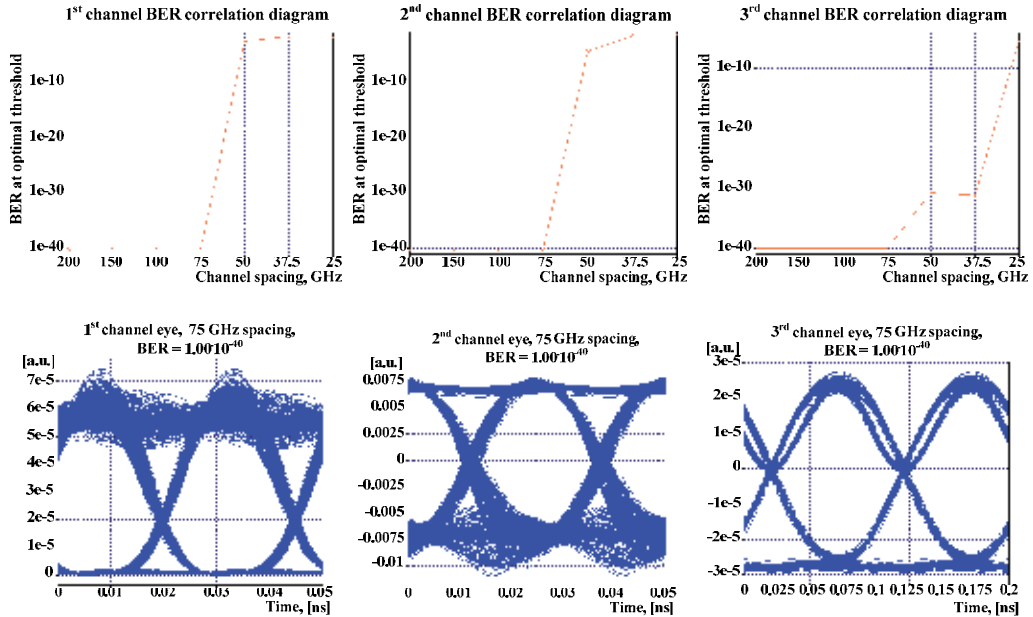 1st channel BER correlation diagram
BER at optimal threshold
1e-10
1e-20
1e-30
1e-40
200 150 100 75 50 37.5 25
Channel spacing, GHz
2nd channel BER correlation diagram
BER at optimal threshold
1e-10
1e-20
1e-30
1e-40
200 150 100 75 50 37.5 25
Channel spacing, GHz
3rd channel BER correlation diagram
BER at optimal threshold
1e-10
1e-20
1e-30
1e-40
200 150 100 75 50 37.5 25
Channel spacing, GHz
1st channel eye, 75 GHz spacing,
BER = 1.00·10-40
[a.u.]
7e-5
6e-5
5e-5
4e-5
3e-5
2e-5
1e-5
0
0 0.01 0.02 0.03 0.04 0.05
Time, [ns]
2nd channel eye, 75 GHz spacing,
BER = 1.00·10-40
[a.u.]
0.0075
0.005
0.0025
0
-0.0025
-0.005
-0.0075
-0.01
0 0.01 0.02 0.03 0.04 0.05
Time, [ns]
3rd channel eye, 75 GHz spacing,
BER = 1.00·10-40
[a.u.]
3e-5
2e-5
1e-5
0
-1e-5
-2e-5
-3e-5
0 0.025 0.05 0.075 0.1 0.125 0.15 0.175 0.2
Time, [ns]